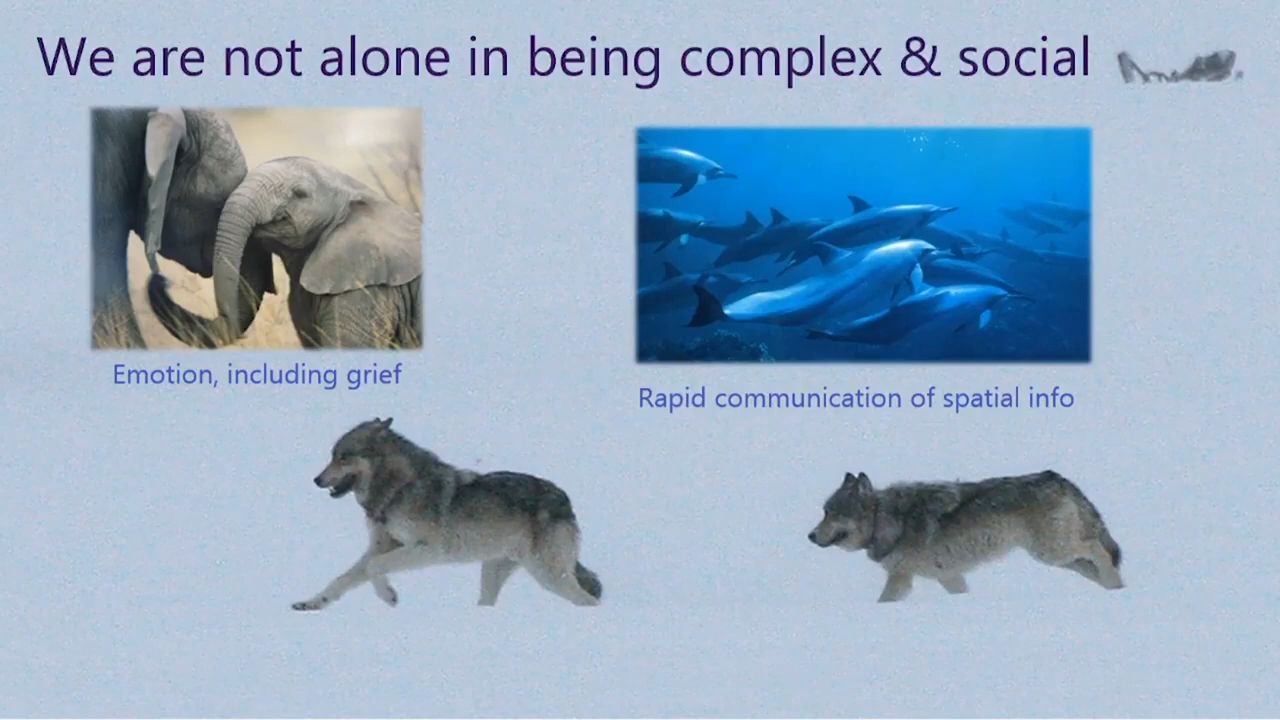 We are not alone in being complex & social
Emotion, including grief
Rapid communication of spatial info